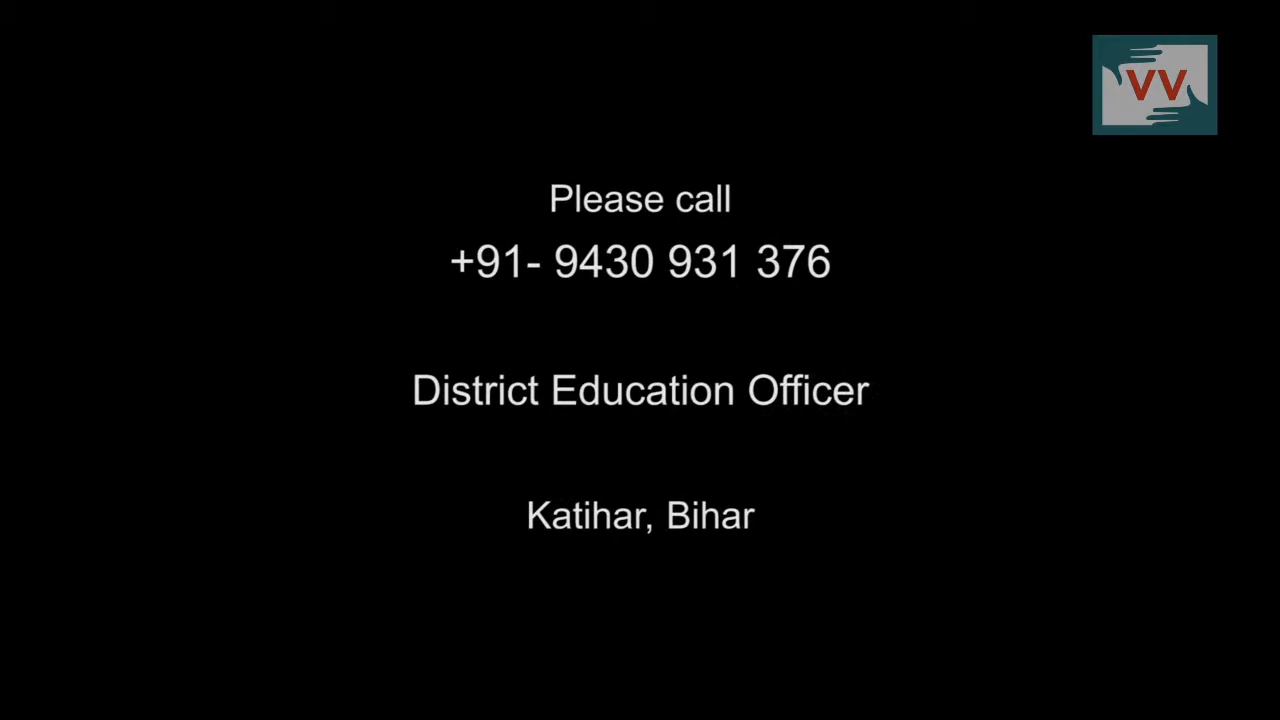 VV
Please call
+91- 9430 931 376
District Education Officer
Katihar, Bihar